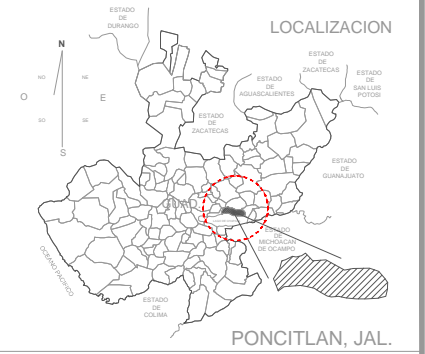 LOCALIZACION
ESTADO
DE
DURANGO
N
NO
NE
O
E
SO
SE
S
ESTADO
DE
ZACATECAS
ESTADO
DE
AGUASCALIENTES
ESTADO
DE
SAN LUIS
POTOSI
ESTADO
DE
ZACATECAS
ESTADO
DE
GUANAJUATO
GUAD
ESTADO
DE
MICHOACAN
DE OCAMPO
OCEANO PACIFICO
ESTADO
DE
COLIMA
PONCITLAN, JAL.